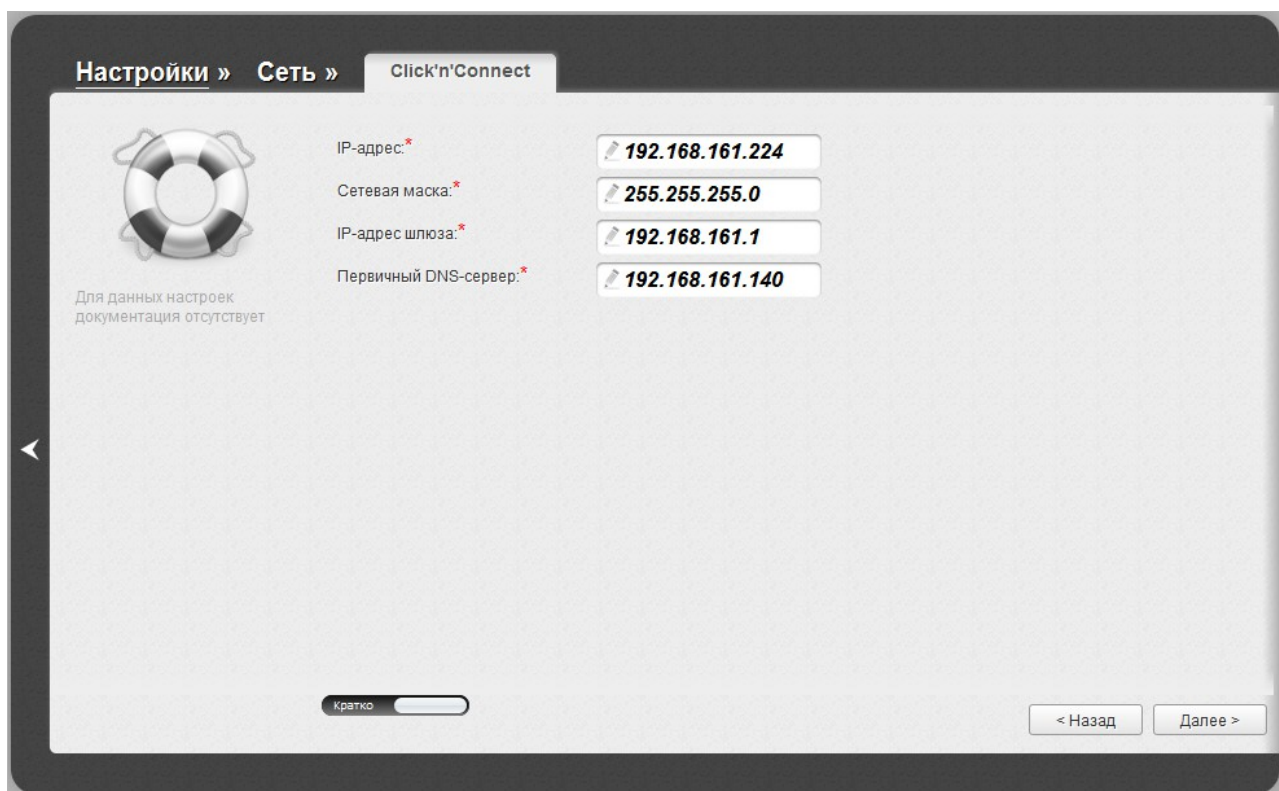 Настройки » Сеть » Click'n'Connect
IP-адрес:* 192.168.161.224
Сетевая маска:* 255.255.255.0
IP-адрес шлюза:* 192.168.161.1
Первичный DNS-сервер:* 192.168.161.140
Для данных настроек
документация отсутствует
Кратко
< Назад Далее >